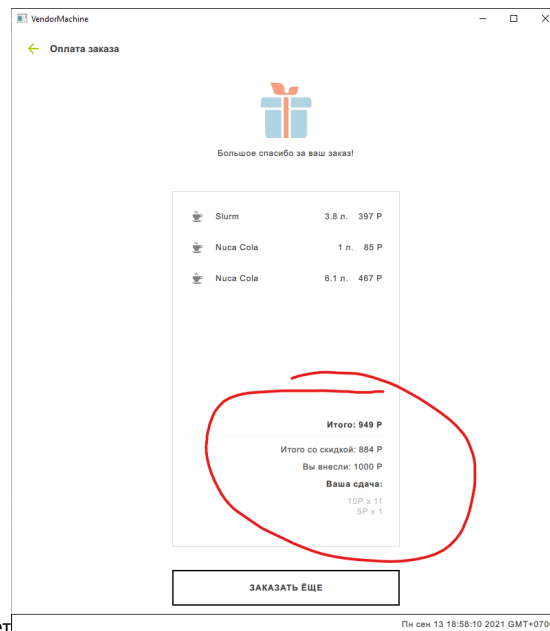 VendorMachine
Оплата заказа
Большое спасибо за ваш заказ!
Slurm 3.8 л. 397 Р
Nuca Cola 1 л. 85 Р
Nuca Cola 6.1 л. 467 Р
Итого: 949 Р
Итого со скидкой: 884 Р
Вы внесли: 1000 Р
Ваша сдача:
10Р x 11
5Р x 1
ЗАКАЗАТЬ ЁЩЕ
Пн сен 13 18:58:10 2021 GMT+070